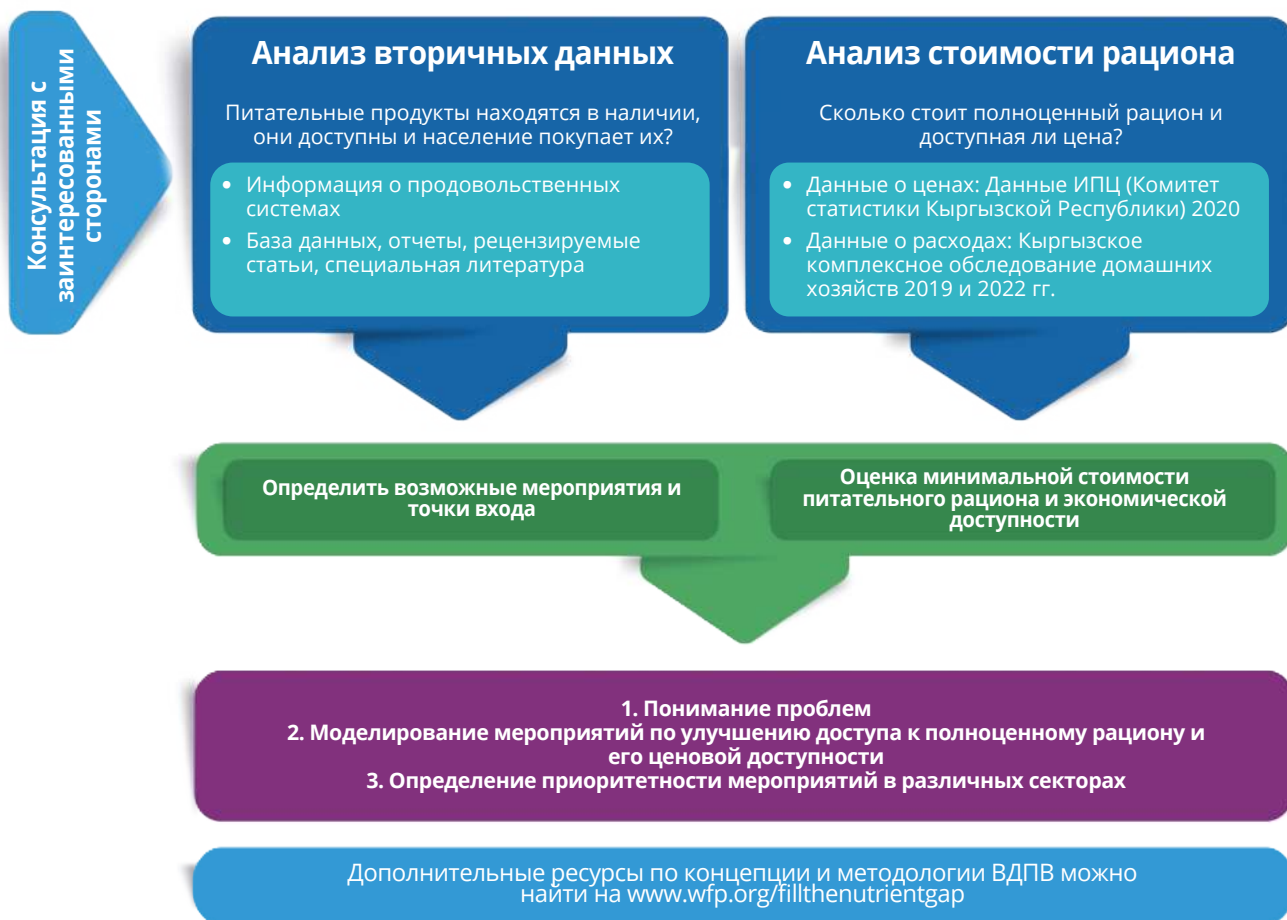 Консультация с
заинтересованными
сторонами
Анализ вторичных данных
Питательные продукты находятся в наличии,
они доступны и население покупает их?
• Информация о продовольственных
системах
• База данных, отчеты, рецензируемые
статьи, специальная литература
Анализ стоимости рациона
Сколько стоит полноценный рацион и
доступная ли цена?
• Данные о ценах: Данные ИПЦ (Комитет
статистики Кыргызской Республики) 2020
• Данные о расходах: Кыргызское
комплексное обследование домашних
хозяйств 2019 и 2022 гг.
Определить возможные мероприятия и
точки входа
Оценка минимальной стоимости
питательного рациона и экономической
доступности
1. Понимание проблем
2. Моделирование мероприятий по улучшению доступа к полноценному рациону и
его ценовой доступности
3. Определение приоритетности мероприятий в различных секторах
Дополнительные ресурсы по концепции и методологии ВДПВ можно
найти на www.wfp.org/fillthenutrientgap